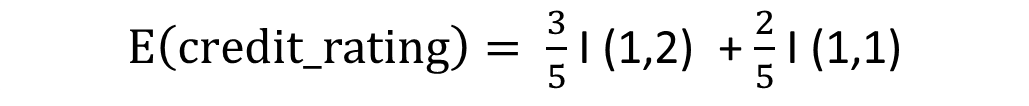 E(credit_rating) = 3/5 I (1,2) + 2/5 I (1,1)